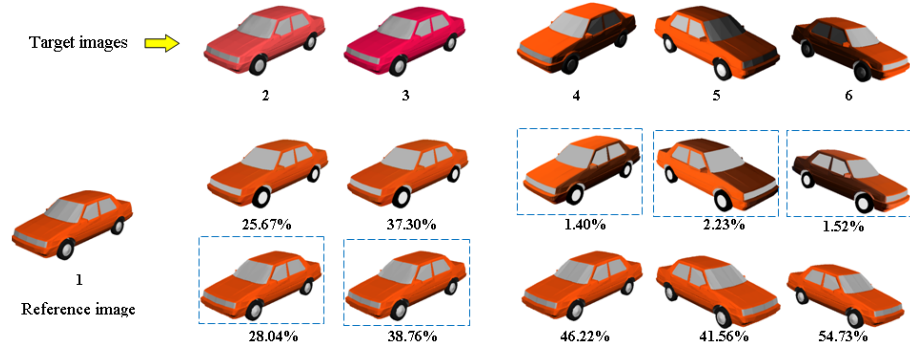 Target images
2 3 4 5 6
25.67% 37.30% 1.40% 2.23% 1.52%
1
Reference image
28.04% 38.76% 46.22% 41.56% 54.73%